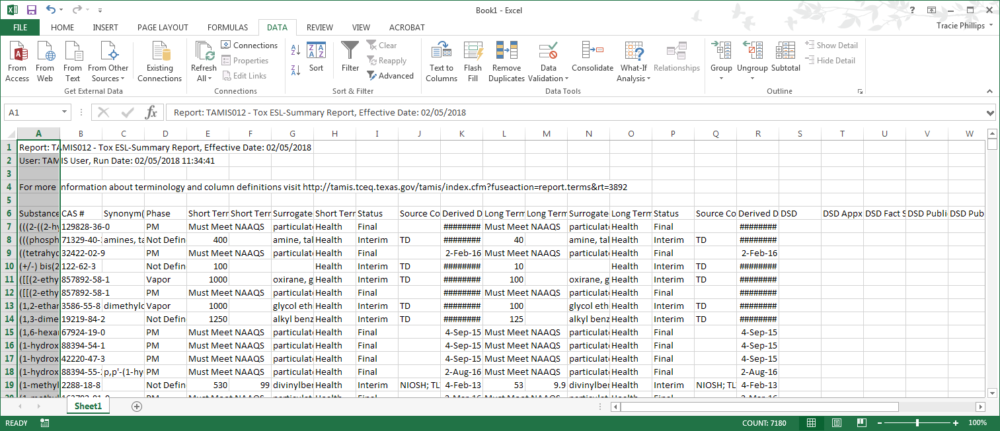 Book1 - Excel
?
FILE HOME INSERT PAGE LAYOUT FORMULAS DATA REVIEW VIEW ACROBAT Tracie Phillips
From Access From Web From Text From Other Sources Existing Connections Refresh All Connections Properties Edit Links Sort Filter Clear Reapply Advanced Text to Columns Flash Fill Remove Duplicates Data Validation Consolidate What-If Analysis Relationships Group Ungroup Subtotal Show Detail Hide Detail
Get External Data Connections Sort & Filter Data Tools Outline
A1 fx Report: TAMIS012 - Tox ESL-Summary Report, Effective Date: 02/05/2018
A B C D E F G H I J K L M N O P Q R S T U V W
1 Report: TAMIS012 - Tox ESL-Summary Report, Effective Date: 02/05/2018
2 User: TAMIS User, Run Date: 02/05/2018 11:34:41
3
4 For more information about terminology and column definitions visit http://tamis.tceq.texas.gov/tamis/index.cfm?fuseaction=report.terms&rt=3892
5
6 Substance CAS # Synonym( Phase Short Terr Short Terr Surrogate Short Term Status Source Co Derived D Long Term Long Term Surrogate Long Term Status Source Co Derived D DSD DSD Appx DSD Fact S DSD Publi DSD Pub
7 (((2-((2-hy 129828-36-0 PM Must Meet NAAQS particulate Health Final ######## Must Meet NAAQS particulate Health Final ########
8 (((phosph 71329-40- amines, ta Not Defin 400 amine, tal Health Interim TD ######## 40 amine, tal Health Interim TD ########
9 ((tetrahyd 32422-02-9 PM Must Meet NAAQS particulate Health Final 2-Feb-16 Must Meet NAAQS particulate Health Final 2-Feb-16
10 (+/-) bis(2 122-62-3 Not Defin 100 Health Interim TD ######## 10 Health Interim TD ########
11 ([[(2-ethy 857892-58-1 Vapor 1000 oxirane, g Health Interim TD ######## 100 oxirane, g Health Interim TD ########
12 ([[(2-ethy 857892-58-1 PM Must Meet NAAQS particulate Health Final ######## Must Meet NAAQS particulate Health Final ########
13 (1,2-ethan 3586-55-8 dimethylo Vapor 1000 glycol eth Health Interim TD ######## 100 glycol eth Health Interim TD ########
14 (1,3-dime 19219-84-2 Not Defin 1250 alkyl benz Health Interim TD ######## 125 alkyl benz Health Interim TD ########
15 (1,6-hexan 67924-19-0 PM Must Meet NAAQS particulate Health Final 4-Sep-15 Must Meet NAAQS particulate Health Final 4-Sep-15
16 (1-hydrox 88394-54-1 PM Must Meet NAAQS particulate Health Final 4-Sep-15 Must Meet NAAQS particulate Health Final 4-Sep-15
17 (1-hydrox 42220-47-3 PM Must Meet NAAQS particulate Health Final 4-Sep-15 Must Meet NAAQS particulate Health Final 4-Sep-15
18 (1-hydrox 88394-55- p,p'-(1-hy PM Must Meet NAAQS particulate Health Final 2-Aug-16 Must Meet NAAQS particulate Health Final 2-Aug-16
19 (1-methyl 2288-18-8 Not Defin 530 99 divinylber Health Interim NIOSH; TL 4-Feb-13 53 9.9 divinylber Health Interim NIOSH; TL 4-Feb-13
Sheet1
READY COUNT: 7180 100%